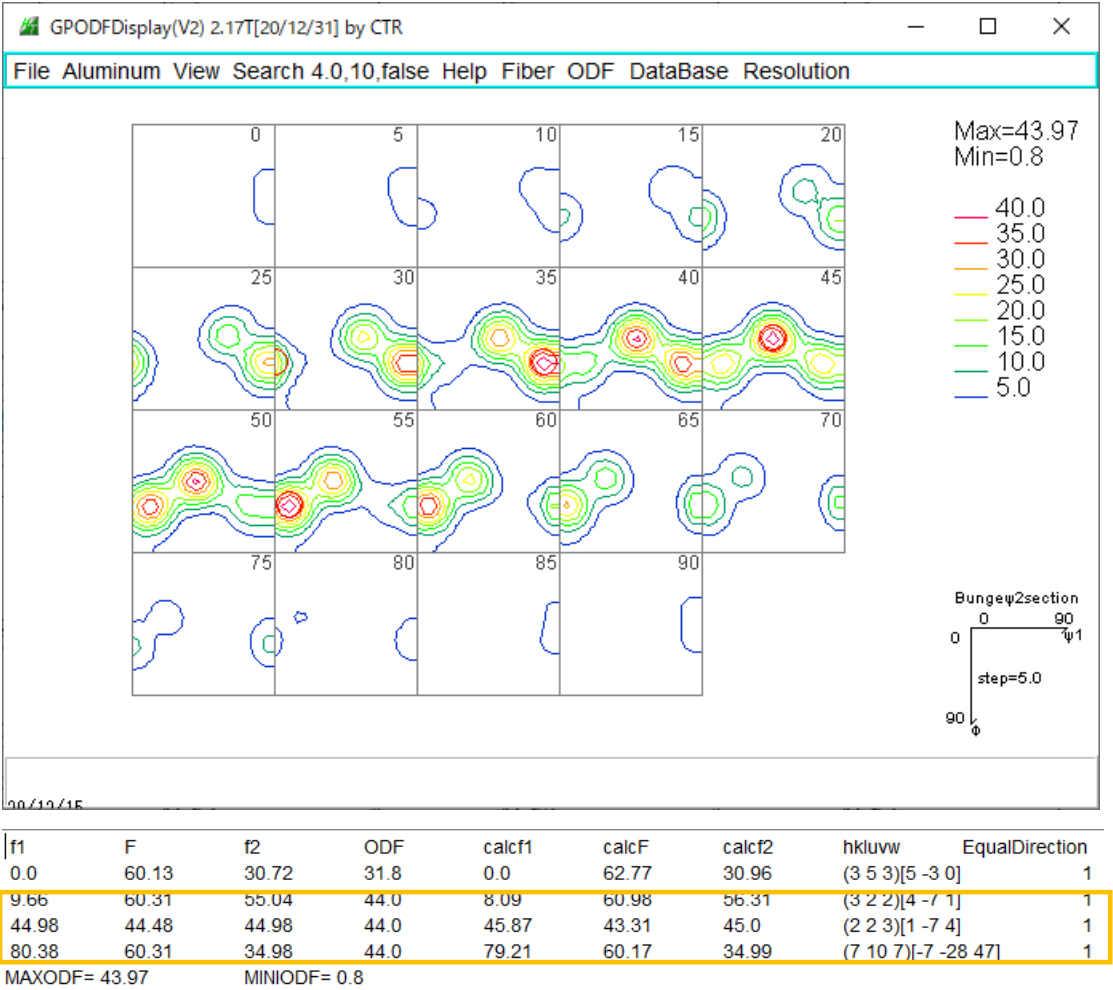 GPODFDisplay(V2) 2.17T[20/12/31] by CTR
File Aluminum View Search 4.0,10,false Help Fiber ODF DataBase Resolution
0 5 10 15 20
25 30 35 40 45
50 55 60 65 70
75 80 85 90
Max=43.97
Min=0.8
40.0
35.0
30.0
25.0
20.0
15.0
10.0
5.0
Bungeψ2section
0 90
0 ψ1
step=5.0
90
Φ
20/12/15
f1 F f2 ODF calcf1 calcF calcf2 hkluvw EqualDirection
0.0 60.13 30.72 31.8 0.0 62.77 30.96 (3 5 3)[5 -3 0] 1
9.66 60.31 55.04 44.0 8.09 60.98 56.31 (3 2 2)[4 -7 1] 1
44.98 44.48 44.98 44.0 45.87 43.31 45.0 (2 2 3)[1 -7 4] 1
80.38 60.31 34.98 44.0 79.21 60.17 34.99 (7 10 7)[-7 -28 47] 1
MAXODF= 43.97 MINIODF= 0.8